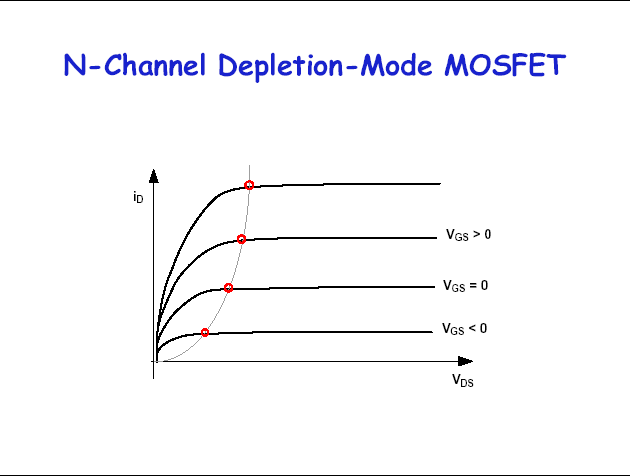 N-Channel Depletion-Mode MOSFET
iD
VGS > 0
VGS = 0
VGS < 0
VDS